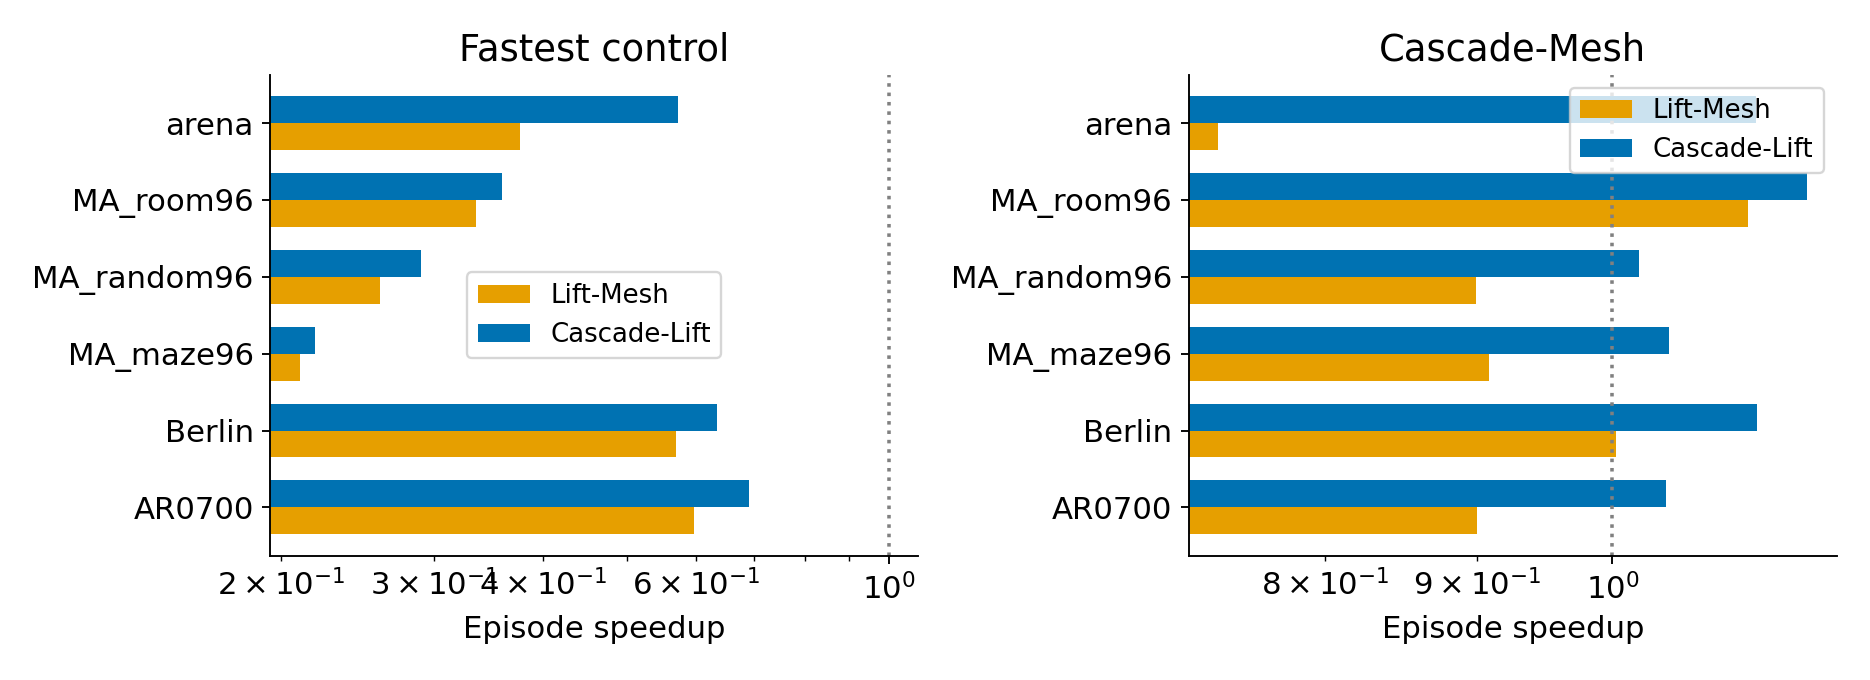 Fastest control
arena
MA_room96
MA_random96
MA_maze96
Berlin
AR0700
Lift-Mesh
Cascade-Lift
2 × 10⁻¹
3 × 10⁻¹
4 × 10⁻¹
6 × 10⁻¹
10⁰
Episode speedup
Cascade-Mesh
arena
MA_room96
MA_random96
MA_maze96
Berlin
AR0700
Lift-Mesh
Cascade-Lift
8 × 10⁻¹
9 × 10⁻¹
10⁰
Episode speedup